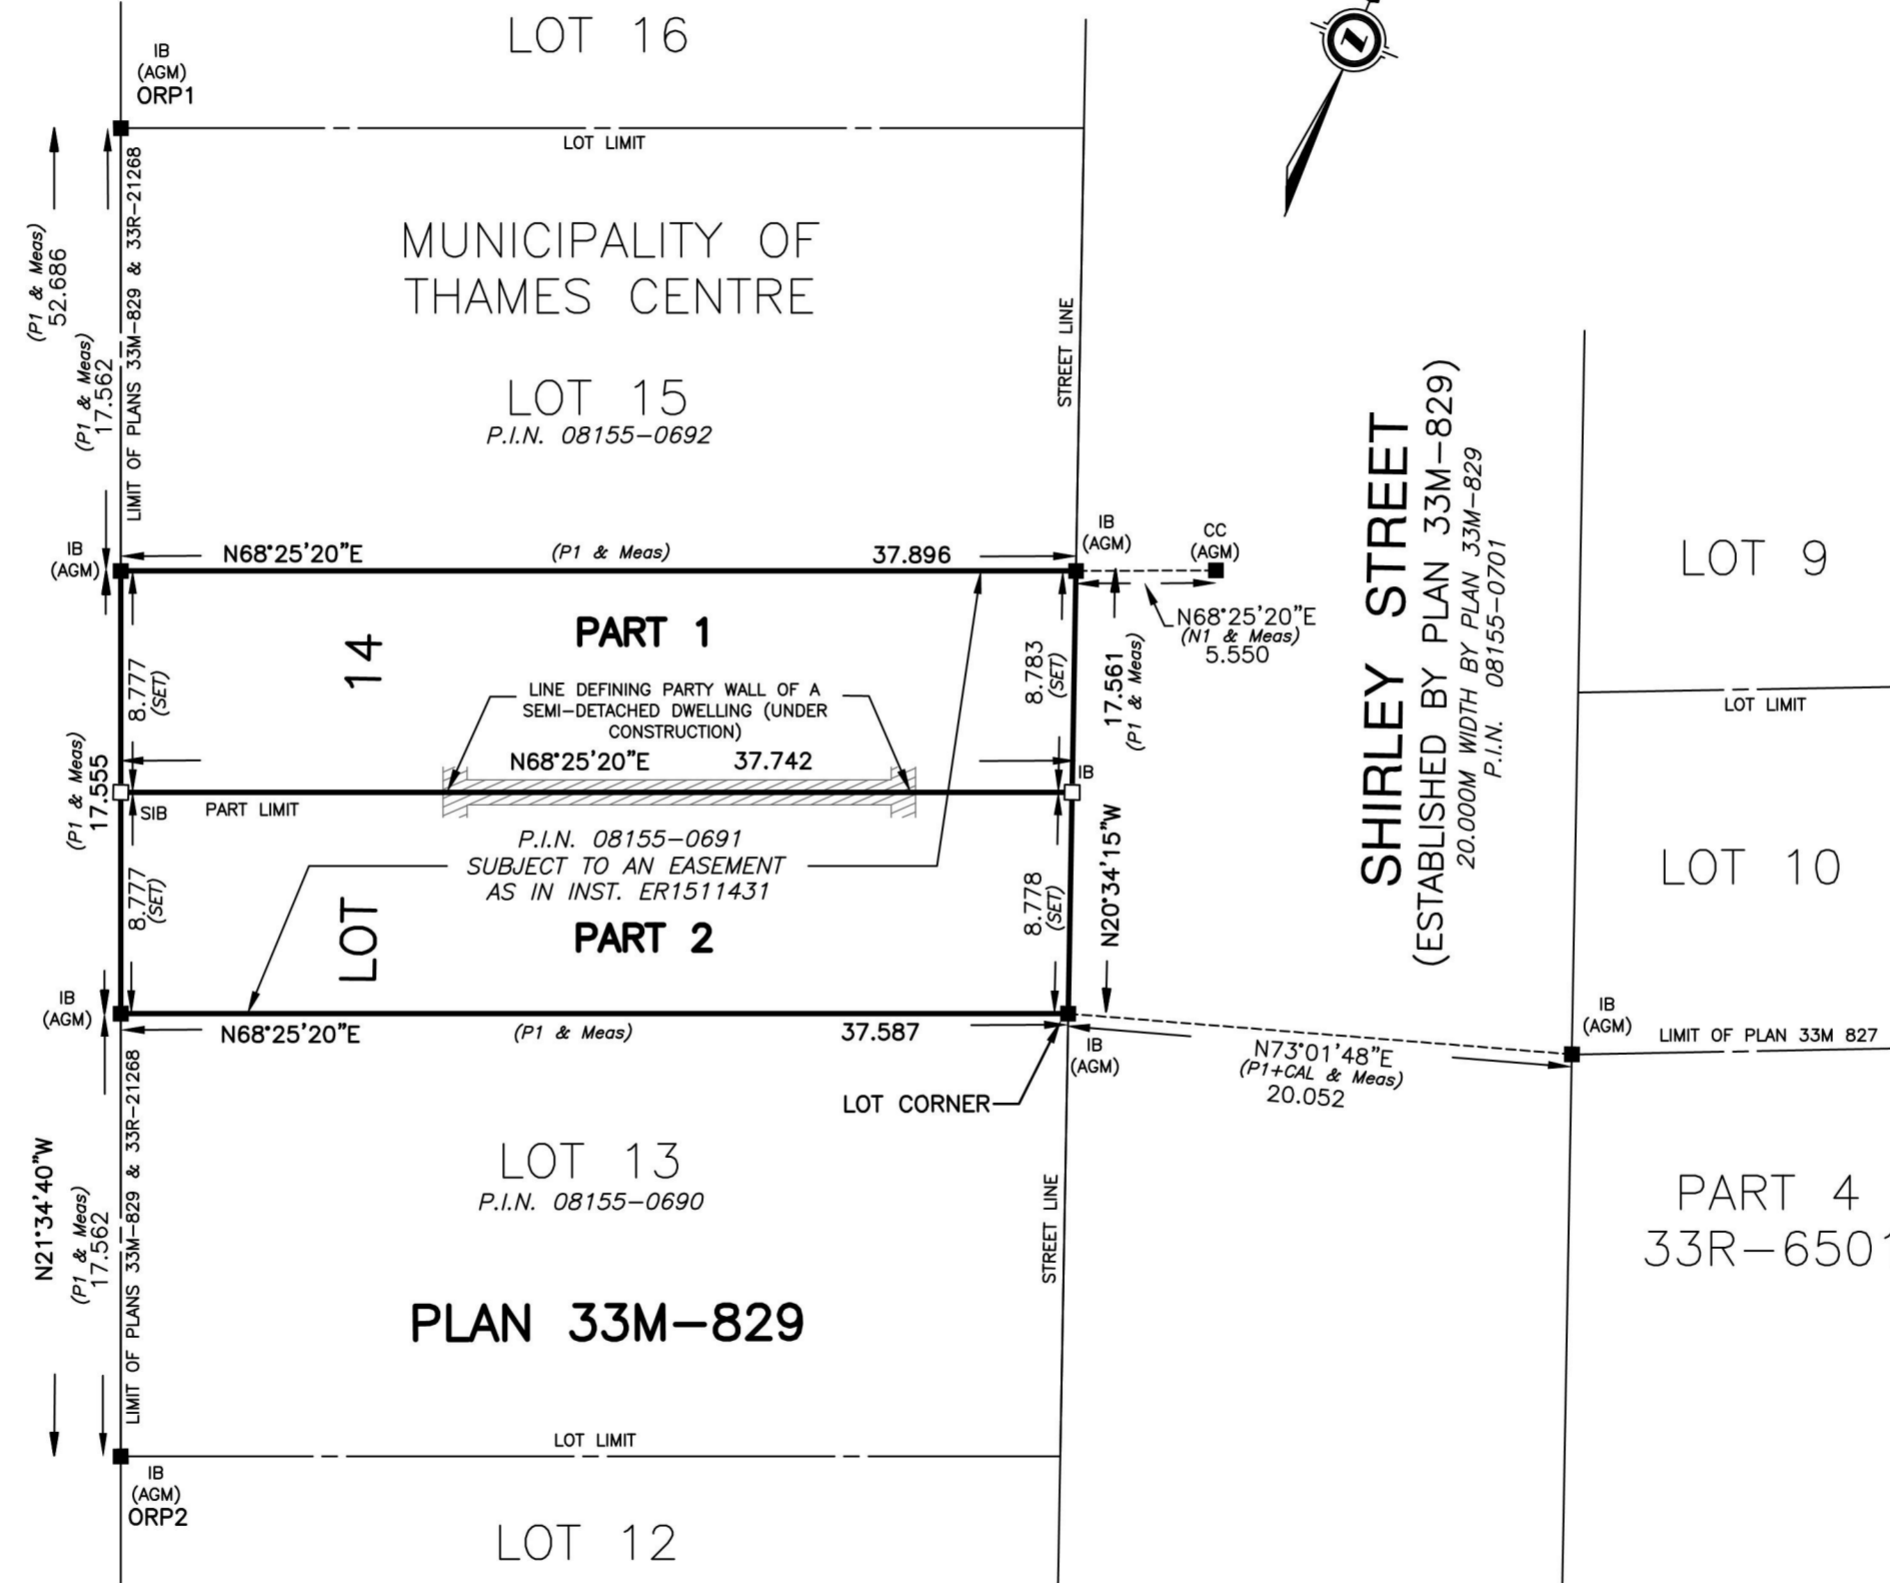 LOT 16
IB
(AGM)
ORP1
LOT LIMIT
N
(P1 & Meas)
52.686
(P1 & Meas)
17.562
LIMIT OF PLANS 33M-829 & 33R-21268
MUNICIPALITY OF
THAMES CENTRE
LOT 15
P.I.N. 08155-0692
STREET LINE
SHIRLEY STREET
(ESTABLISHED BY PLAN 33M-829)
20.000M WIDTH BY PLAN 33M-829
P.I.N. 08155-0701
LOT 9
LOT LIMIT
LOT 10
IB
(AGM)
N68°25'20"E
(P1 & Meas)
37.896
IB
(AGM)
CC
(AGM)
N68°25'20"E
(N1 & Meas)
5.550
PART 1
LOT 14
8.777
(SET)
8.783
(SET)
17.561
(P1 & Meas)
LINE DEFINING PARTY WALL OF A
SEMI-DETACHED DWELLING (UNDER
CONSTRUCTION)
N68°25'20"E 37.742
(P1 & Meas)
17.555
SIB
PART LIMIT
IB
P.I.N. 08155-0691
SUBJECT TO AN EASEMENT
AS IN INST. ER1511431
PART 2
8.777
(SET)
8.778
(SET)
N20°34'15"W
IB
(AGM)
N68°25'20"E
(P1 & Meas)
37.587
IB
(AGM)
LOT CORNER
N73°01'48"E
(P1+CAL & Meas)
20.052
IB
(AGM)
LIMIT OF PLAN 33M 827
N21°34'40"W
(P1 & Meas)
17.562
LIMIT OF PLANS 33M-829 & 33R-21268
LOT 13
P.I.N. 08155-0690
STREET LINE
PART 4
33R-6501
PLAN 33M-829
LOT LIMIT
IB
(AGM)
ORP2
LOT 12